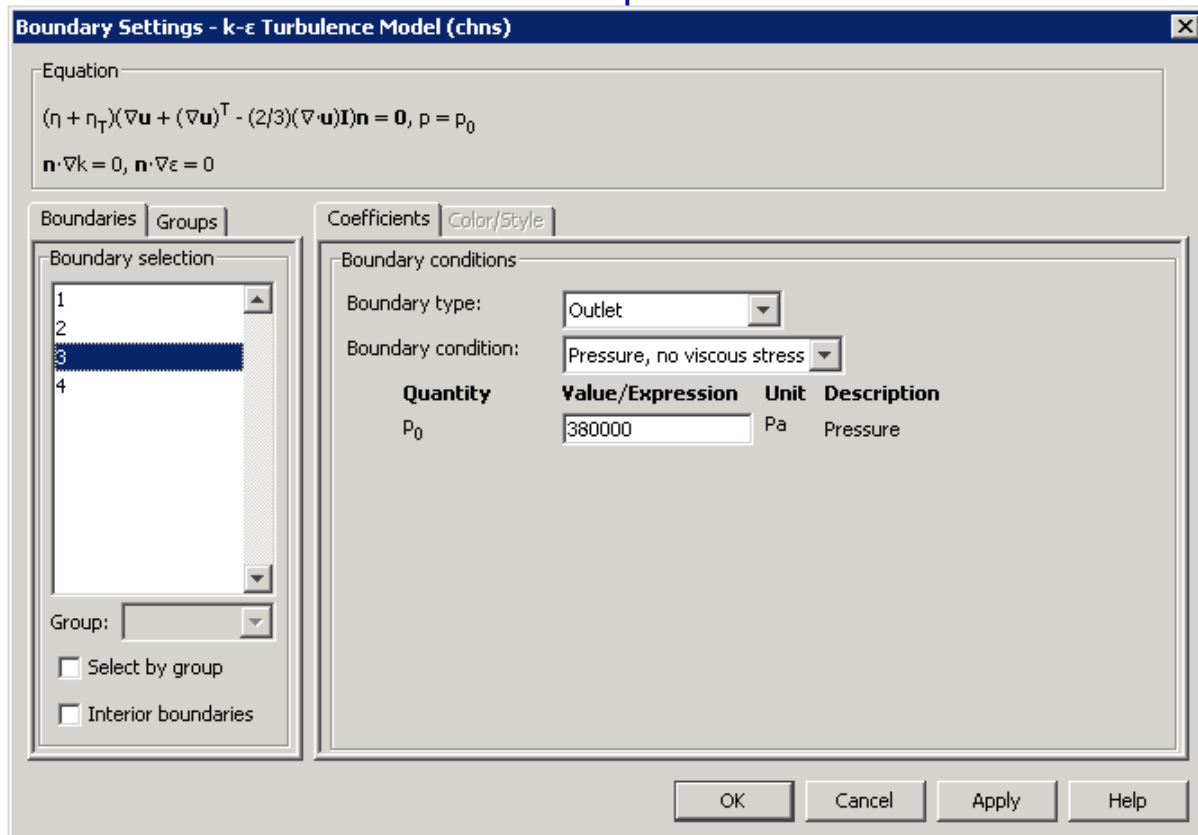 Boundary Settings - k-ε Turbulence Model (chns)
Equation
(η + η_T)(∇u + (∇u)^T - (2/3)(∇·u)I)n = 0, p = p_0
n·∇k = 0, n·∇ε = 0
Boundaries Groups
Coefficients Color/Style
Boundary selection
1
2
3
4
Group:
Select by group
Interior boundaries
Boundary conditions
Boundary type: Outlet
Boundary condition: Pressure, no viscous stress
Quantity Value/Expression Unit Description
P_0 380000 Pa Pressure
OK Cancel Apply Help